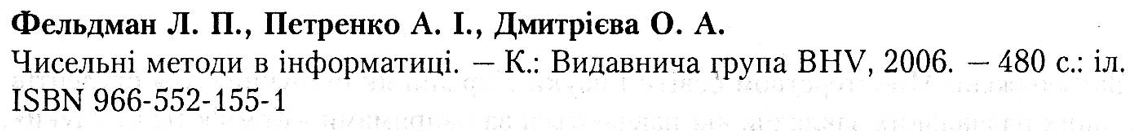 Фельдман Л. П., Петренко А. І., Дмитрієва О. А.
Чисельні методи в інформатиці. — К.: Видавнича група BHV, 2006. — 480 с.: іл.
ISBN 966-552-155-1